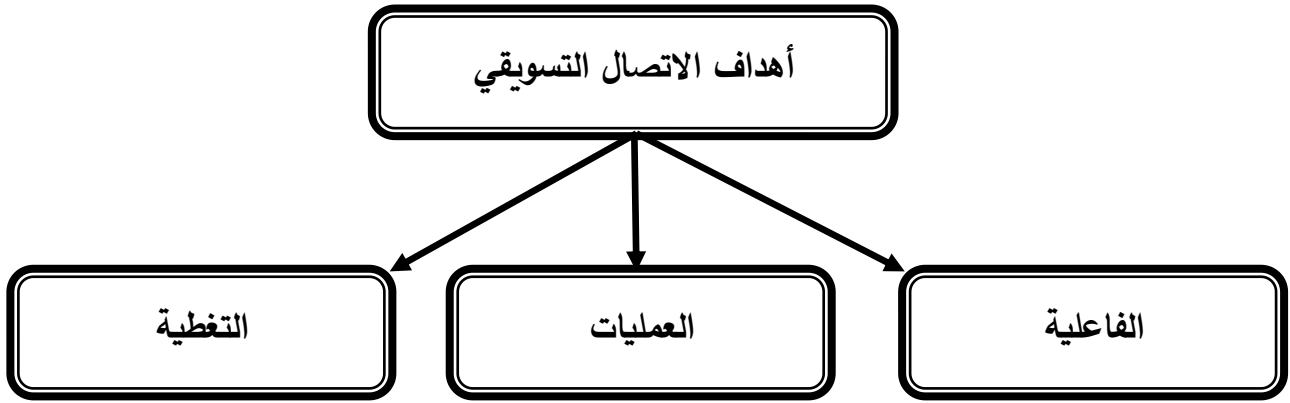 أهداف الاتصال التسويقي
الفاعلية
العمليات
التغطية